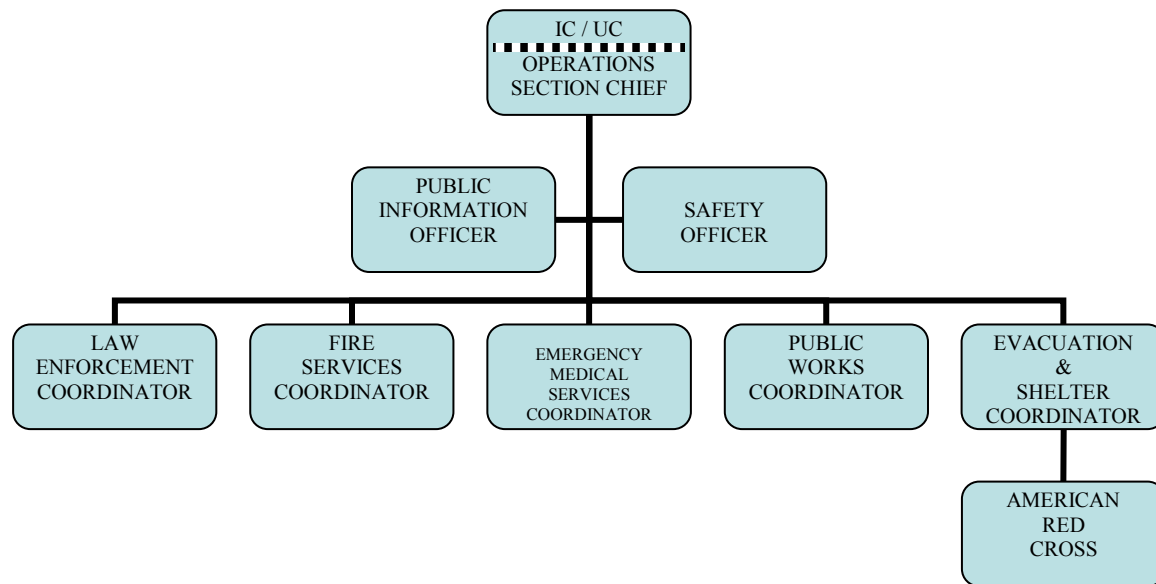 IC / UC
OPERATIONS
SECTION CHIEF
PUBLIC
INFORMATION
OFFICER
SAFETY
OFFICER
LAW
ENFORCEMENT
COORDINATOR
FIRE
SERVICES
COORDINATOR
EMERGENCY
MEDICAL
SERVICES
COORDINATOR
PUBLIC
WORKS
COORDINATOR
EVACUATION
&
SHELTER
COORDINATOR
AMERICAN
RED
CROSS